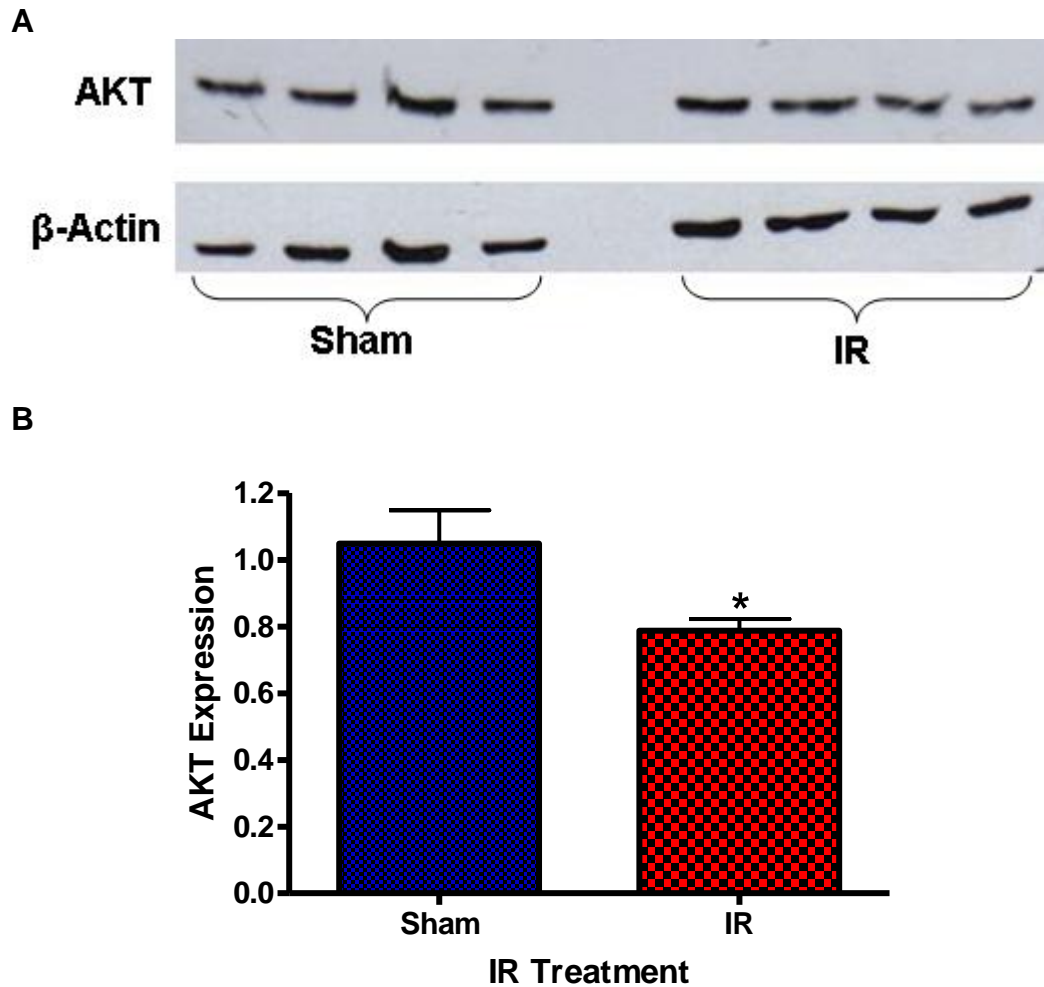 A
AKT
β-Actin
Sham IR
B
1.2
1.0
0.8
0.6
0.4
0.2
0.0
AKT Expression
*
Sham IR
IR Treatment